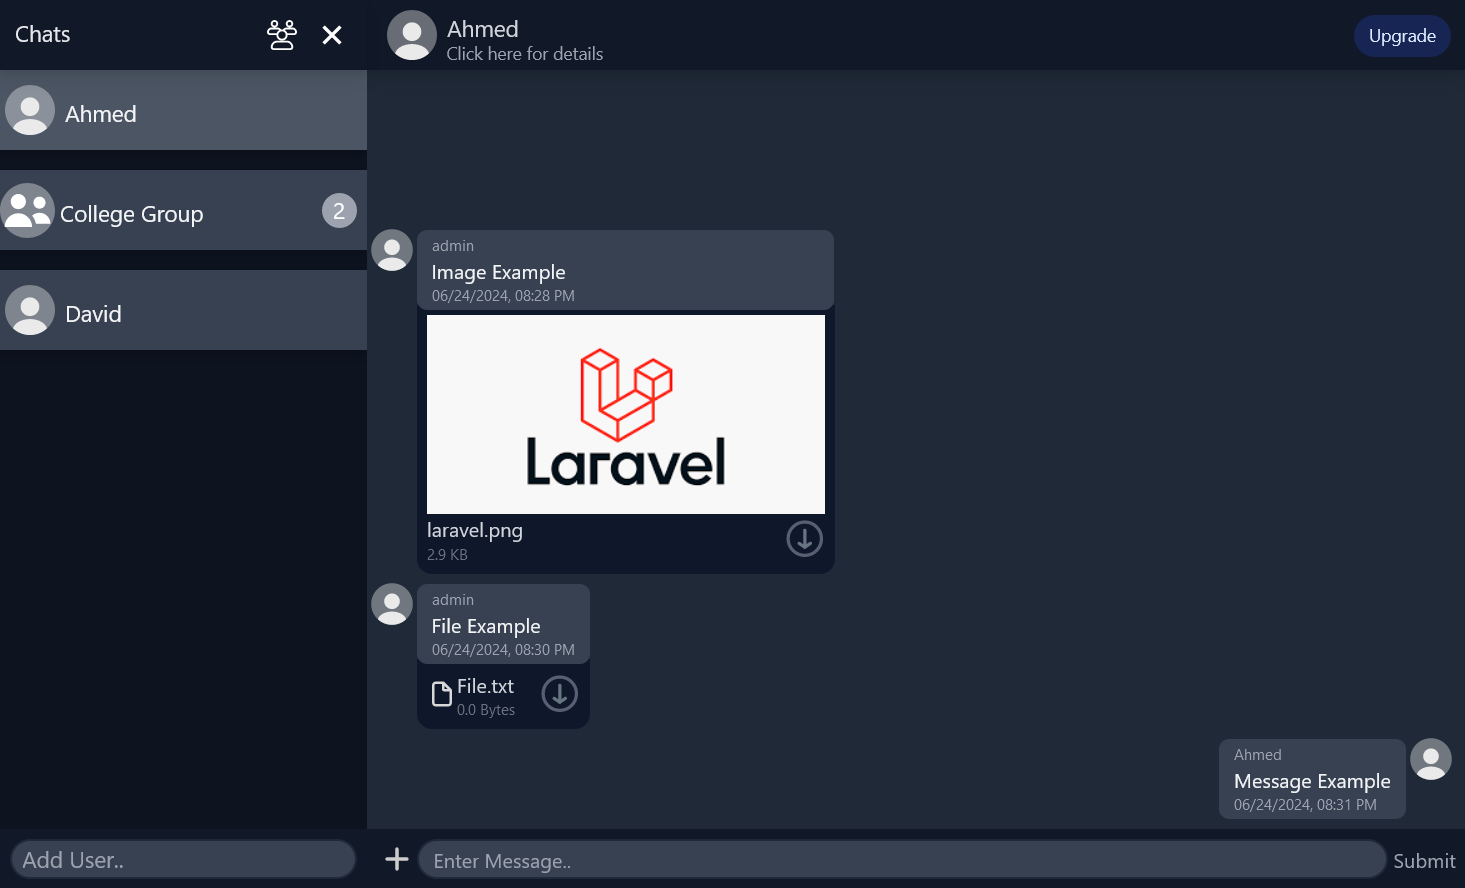 Chats
Ahmed
College Group
2
David
Add User..
Ahmed
Click here for details
Upgrade
admin
Image Example
06/24/2024, 08:28 PM
Laravel
laravel.png
2.9 KB
admin
File Example
06/24/2024, 08:30 PM
File.txt
0.0 Bytes
Ahmed
Message Example
06/24/2024, 08:31 PM
Enter Message..
Submit